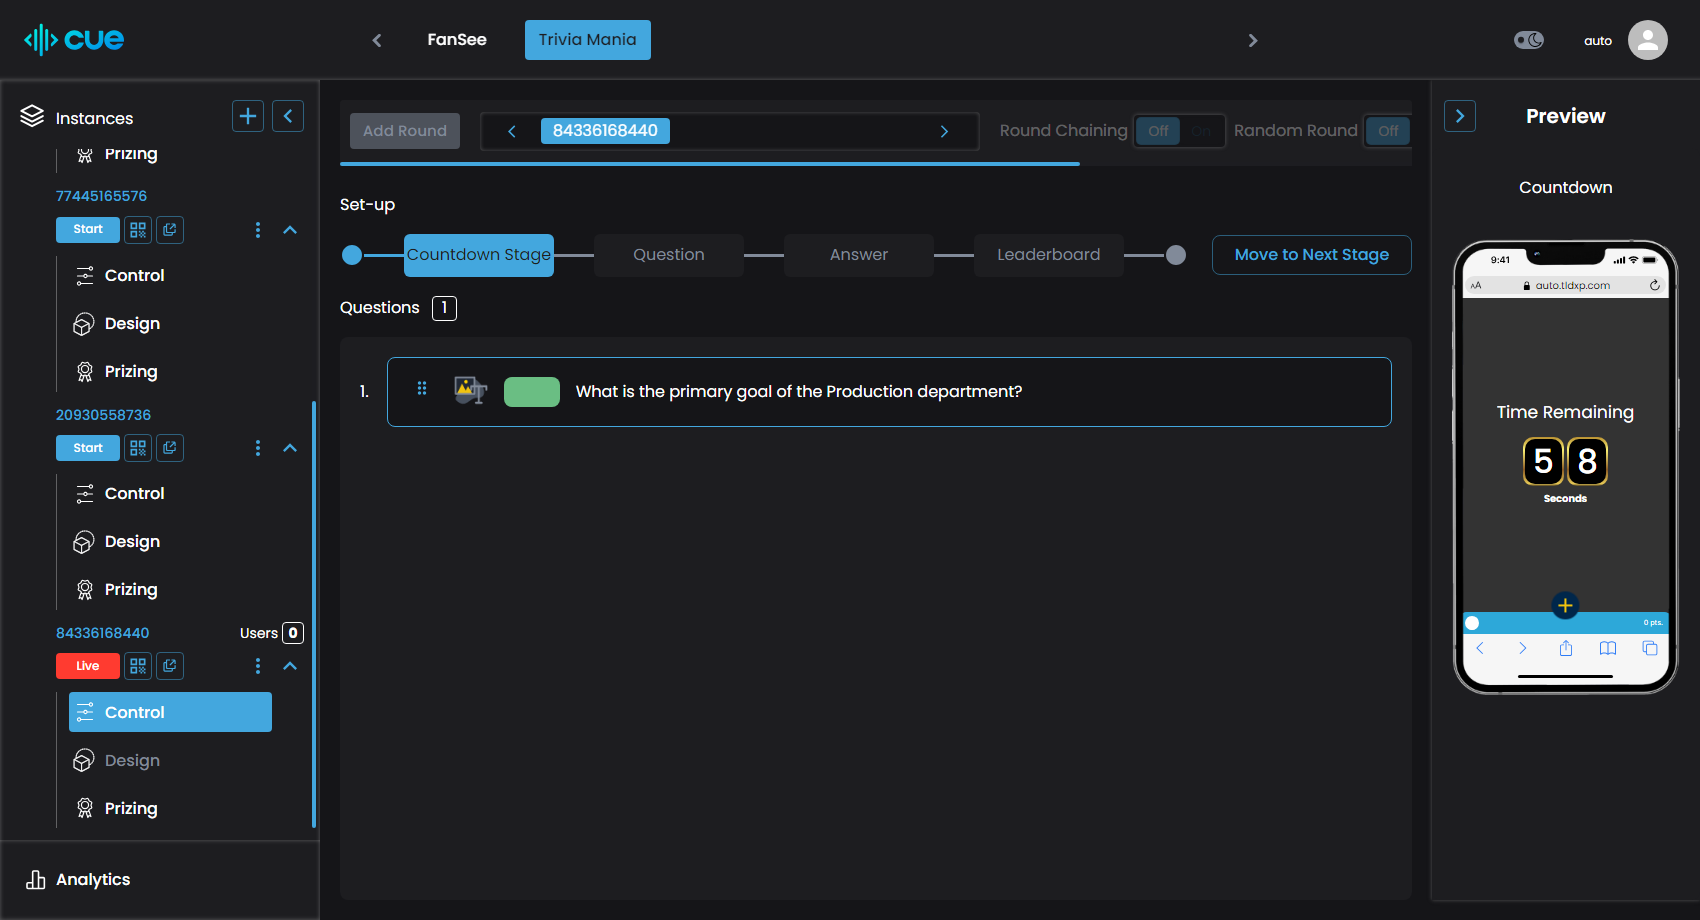 cue
FanSee
Trivia Mania
auto
Instances
Prizing
77445165576
Start
Control
Design
Prizing
20930558736
Start
Control
Design
Prizing
84336168440
Users 0
Live
Control
Design
Prizing
Analytics
Add Round
84336168440
Round Chaining Off On
Random Round Off
Set-up
Countdown Stage
Question
Answer
Leaderboard
Move to Next Stage
Questions 1
1. What is the primary goal of the Production department?
Preview
Countdown
9:41
AA auto.tldxp.com
Time Remaining
58
Seconds
0 pts.